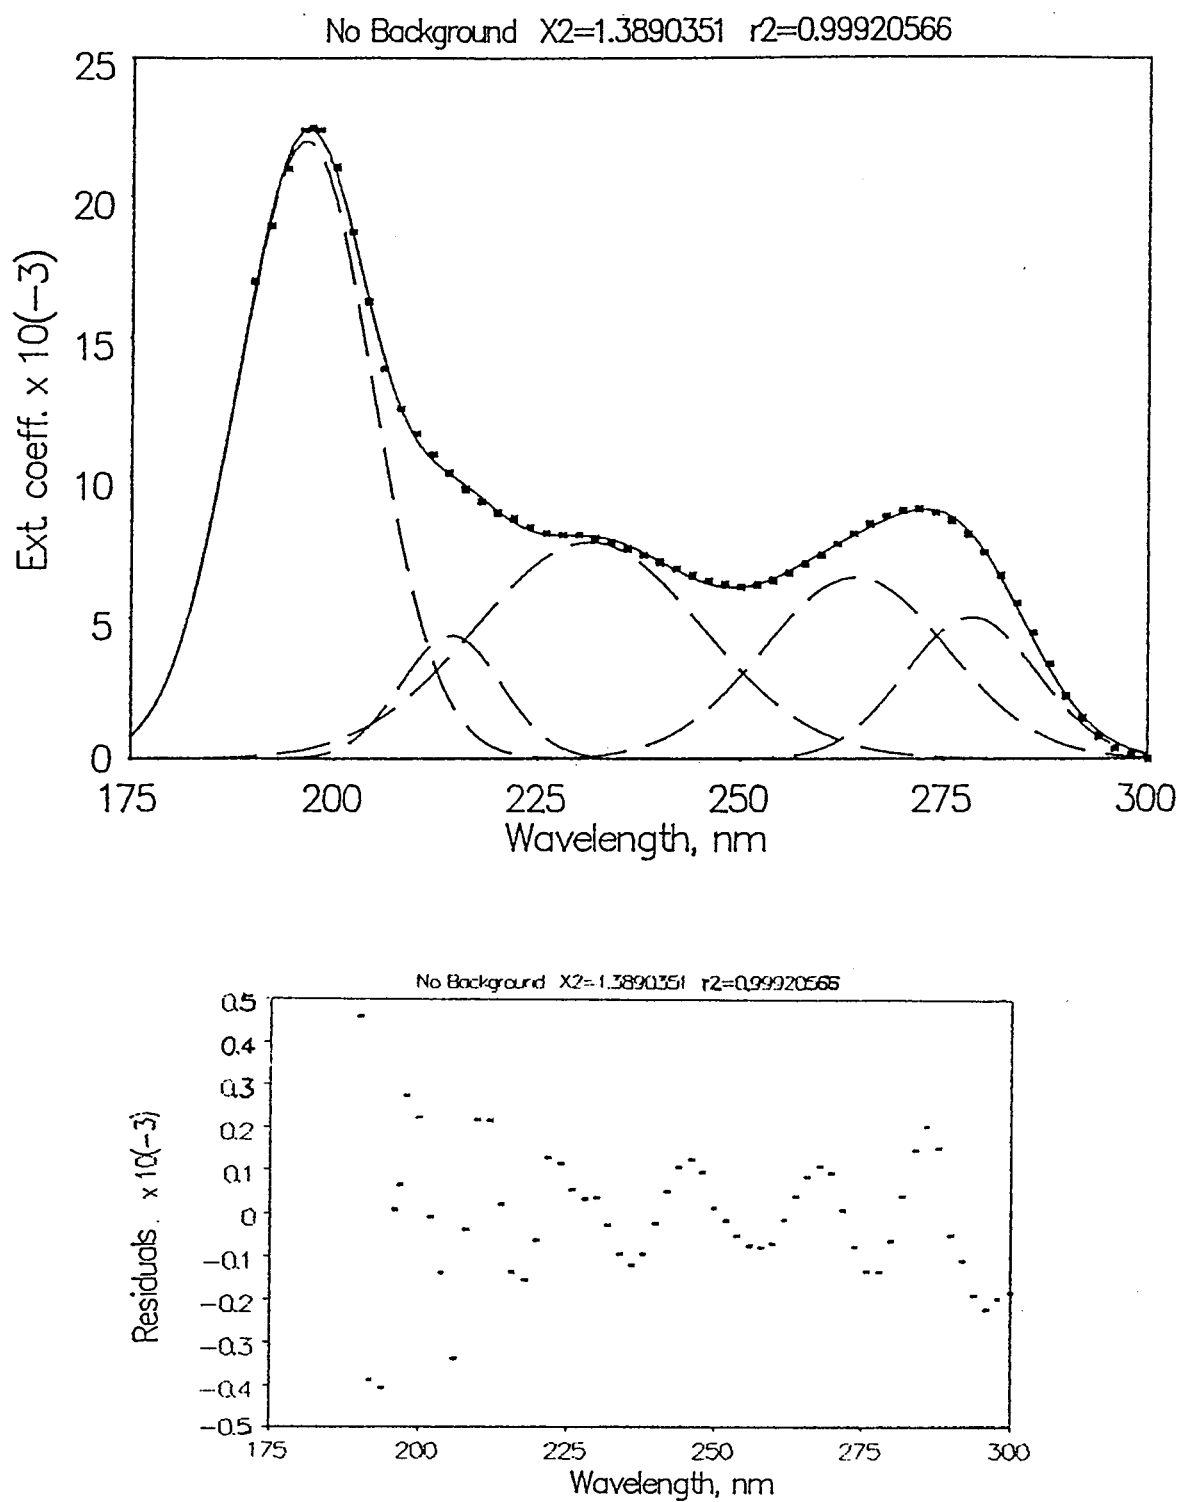 No Background X2=1.3890351 r2=0.99920566
25
20
15
10
5
0
Ext. coeff. x 10(-3)
175 200 225 250 275 300
Wavelength, nm
No Background X2=1.3890351 r2=0.99920566
0.5
0.4
0.3
0.2
0.1
0
-0.1
-0.2
-0.3
-0.4
-0.5
Residuals. x 10(-3)
175 200 225 250 275 300
Wavelength, nm